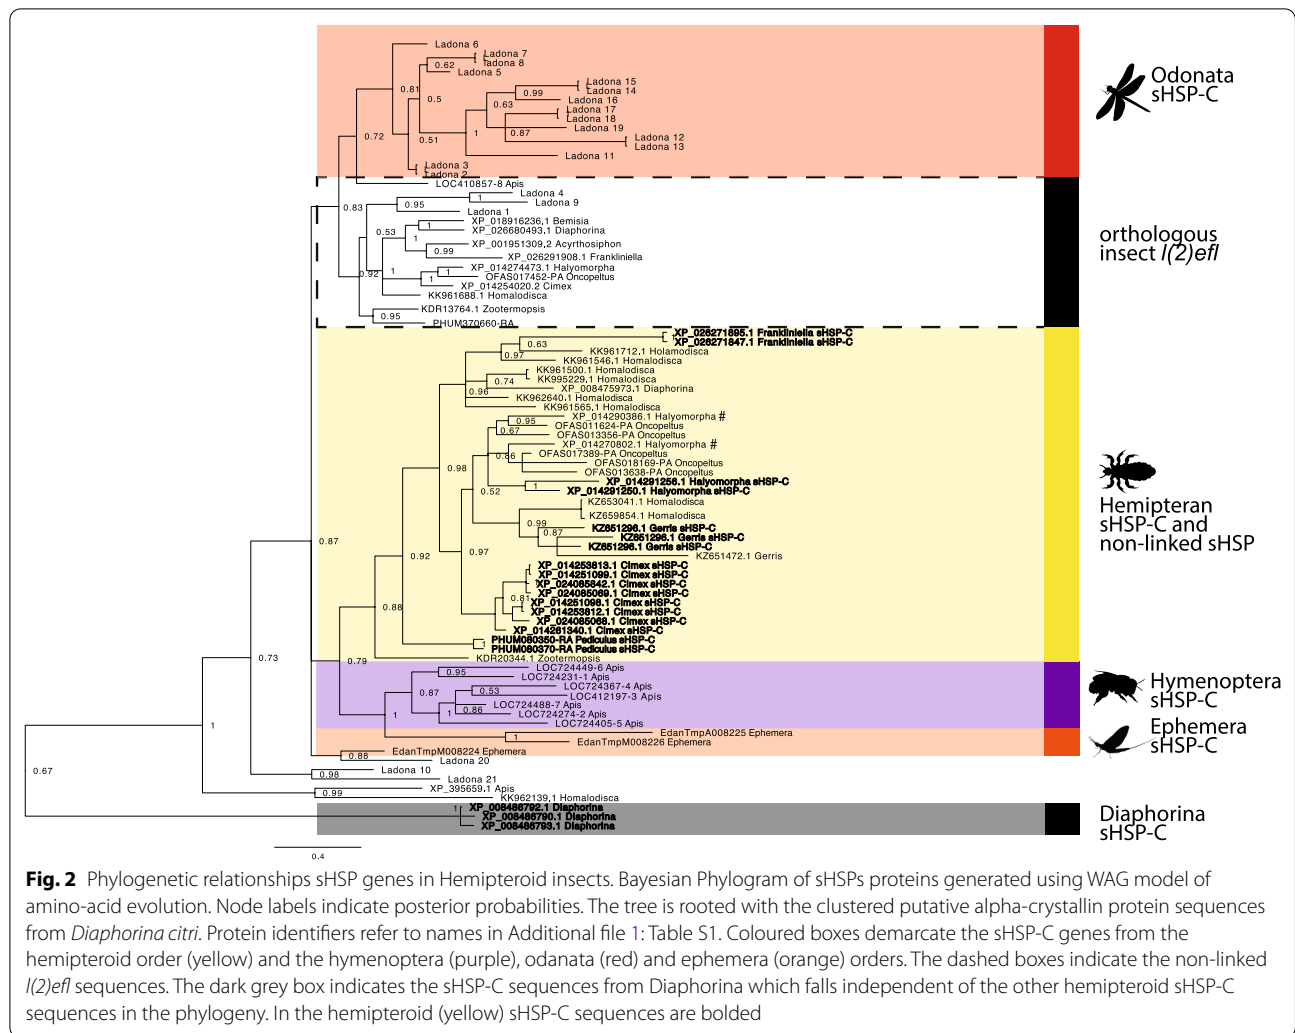 Ladona 6
Ladona 7
ladona 8
0.62
Ladona 5
0.81
Ladona 15
Ladona 14
0.99
0.5
Ladona 16
0.63
Ladona 17
Ladona 18
Ladona 19
0.87
1
0.72
0.51
Ladona 12
Ladona 13
Ladona 11
Ladona 3
Ladona 2
Odonata
sHSP-C
LOC410857-8 Apis
Ladona 4
1
Ladona 9
0.95
0.83
Ladona 1
XP_018916236.1 Bemisia
1
XP_026680493.1 Diaphorina
0.53
1
XP_001951309.2 Acyrthosiphon
0.99
XP_026291908.1 Frankliniella
XP_014274473.1 Halyomorpha
0.92
1
1
1
OFAS017452-PA Oncopeltus
XP_014254020.2 Cimex
KK961688.1 Homalodisca
KDR13764.1 Zootermopsis
0.95
PHUM370660-RA
orthologous
insect l(2)efl
XP_026271895.1 Frankliniella sHSP-C
XP_026271847.1 Frankliniella sHSP-C
0.63
KK961712.1 Holamodisca
0.97
KK961546.1 Homalodisca
KK961500.1 Homalodisca
0.74
KK995229.1 Homalodisca
XP_008475973.1 Diaphorina
0.96
KK962640.1 Homalodisca
KK961565.1 Homalodisca
XP_014290386.1 Halyomorpha #
0.95
OFAS011624-PA Oncopeltus
0.67
OFAS013356-PA Oncopeltus
XP_014270802.1 Halyomorpha #
0.86
OFAS017389-PA Oncopeltus
OFAS018169-PA Oncopeltus
0.98
OFAS013638-PA Oncopeltus
XP_014291256.1 Halyomorpha sHSP-C
1
0.52
XP_014291250.1 Halyomorpha sHSP-C
KZ653041.1 Homalodisca
KZ659854.1 Homalodisca
0.99
KZ651296.1 Gerris sHSP-C
0.87
KZ651296.1 Gerris sHSP-C
KZ651296.1 Gerris sHSP-C
KZ651472.1 Gerris
0.87
0.92
0.97
XP_014253813.1 Cimex sHSP-C
XP_014251099.1 Cimex sHSP-C
XP_024085842.1 Cimex sHSP-C
XP_024085069.1 Cimex sHSP-C
0.81
XP_014251096.1 Cimex sHSP-C
XP_014253812.1 Cimex sHSP-C
0.88
XP_024085068.1 Cimex sHSP-C
XP_014261340.1 Cimex sHSP-C
PHUM080350-RA Pediculus sHSP-C
1
PHUM080370-RA Pediculus sHSP-C
KDR20344.1 Zootermopsis
Hemipteran
sHSP-C and
non-linked sHSP
0.73
0.79
LOC724449-6 Apis
0.95
LOC724231-1 Apis
LOC724367-4 Apis
0.87
0.53
LOC412197-3 Apis
LOC724488-7 Apis
1
0.86
LOC724274-2 Apis
1
LOC724405-5 Apis
Hymenoptera
sHSP-C
EdanTmpA008225 Ephemera
1
EdanTmpM008226 Ephemera
Ephemera
sHSP-C
1
EdanTmpM008224 Ephemera
0.88
Ladona 20
0.67
Ladona 10
0.98
Ladona 21
XP_395659.1 Apis
0.99
KK962139.1 Homalodisca
1
XP_008486792.1 Diaphorina
XP_008486790.1 Diaphorina
XP_008486793.1 Diaphorina
Diaphorina
sHSP-C
0.4
Fig. 2 Phylogenetic relationships sHSP genes in Hemipteroid insects. Bayesian Phylogram of sHSPs proteins generated using WAG model of
amino-acid evolution. Node labels indicate posterior probabilities. The tree is rooted with the clustered putative alpha-crystallin protein sequences
from Diaphorina citri. Protein identifiers refer to names in Additional file 1: Table S1. Coloured boxes demarcate the sHSP-C genes from the
hemipteroid order (yellow) and the hymenoptera (purple), odanata (red) and ephemera (orange) orders. The dashed boxes indicate the non-linked
l(2)efl sequences. The dark grey box indicates the sHSP-C sequences from Diaphorina which falls independent of the other hemipteroid sHSP-C
sequences in the phylogeny. In the hemipteroid (yellow) sHSP-C sequences are bolded